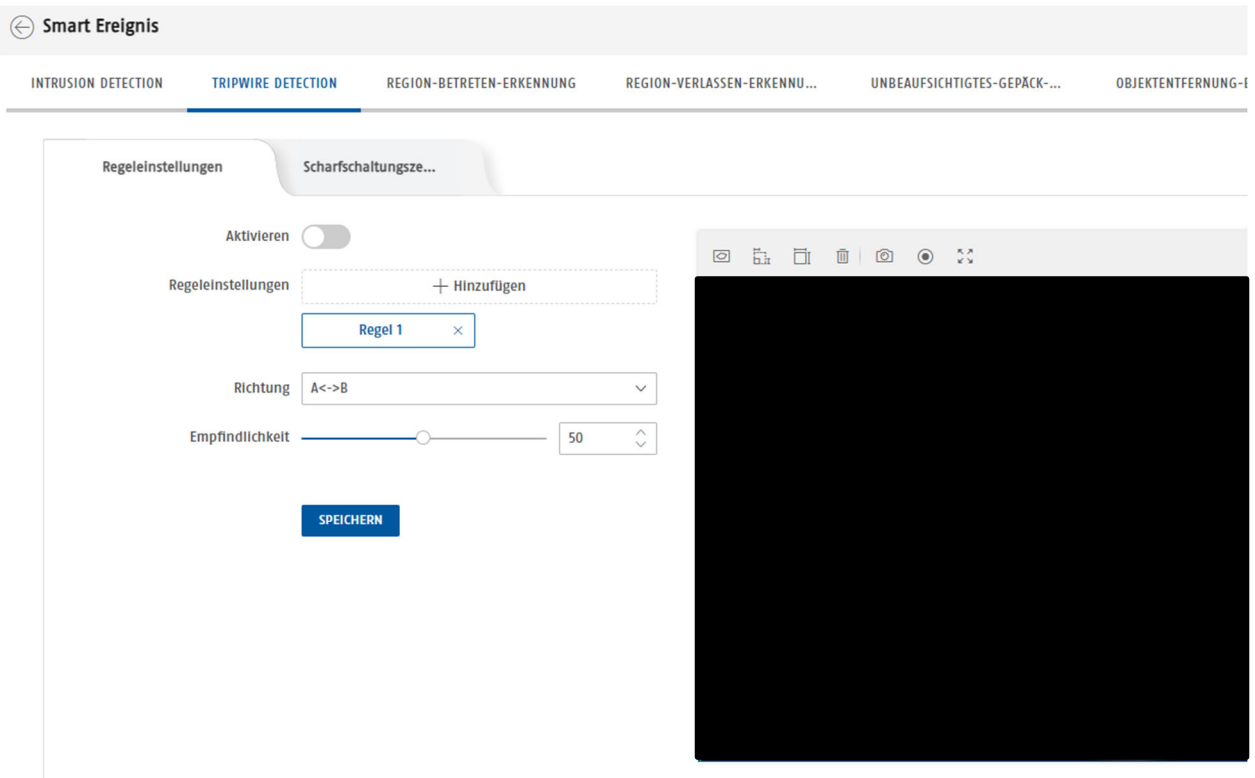 Smart Ereignis
INTRUSION DETECTION TRIPWIRE DETECTION REGION-BETRETEN-ERKENNUNG REGION-VERLASSEN-ERKENNU... UNBEAUFSICHTIGTES-GEPÄCK-... OBJEKTENTFERNUNG-E
Regeleinstellungen Scharfschaltungsze...
Aktivieren
Regeleinstellungen + Hinzufügen
Regel 1 ×
Richtung A<->B
Empfindlichkeit 50
SPEICHERN